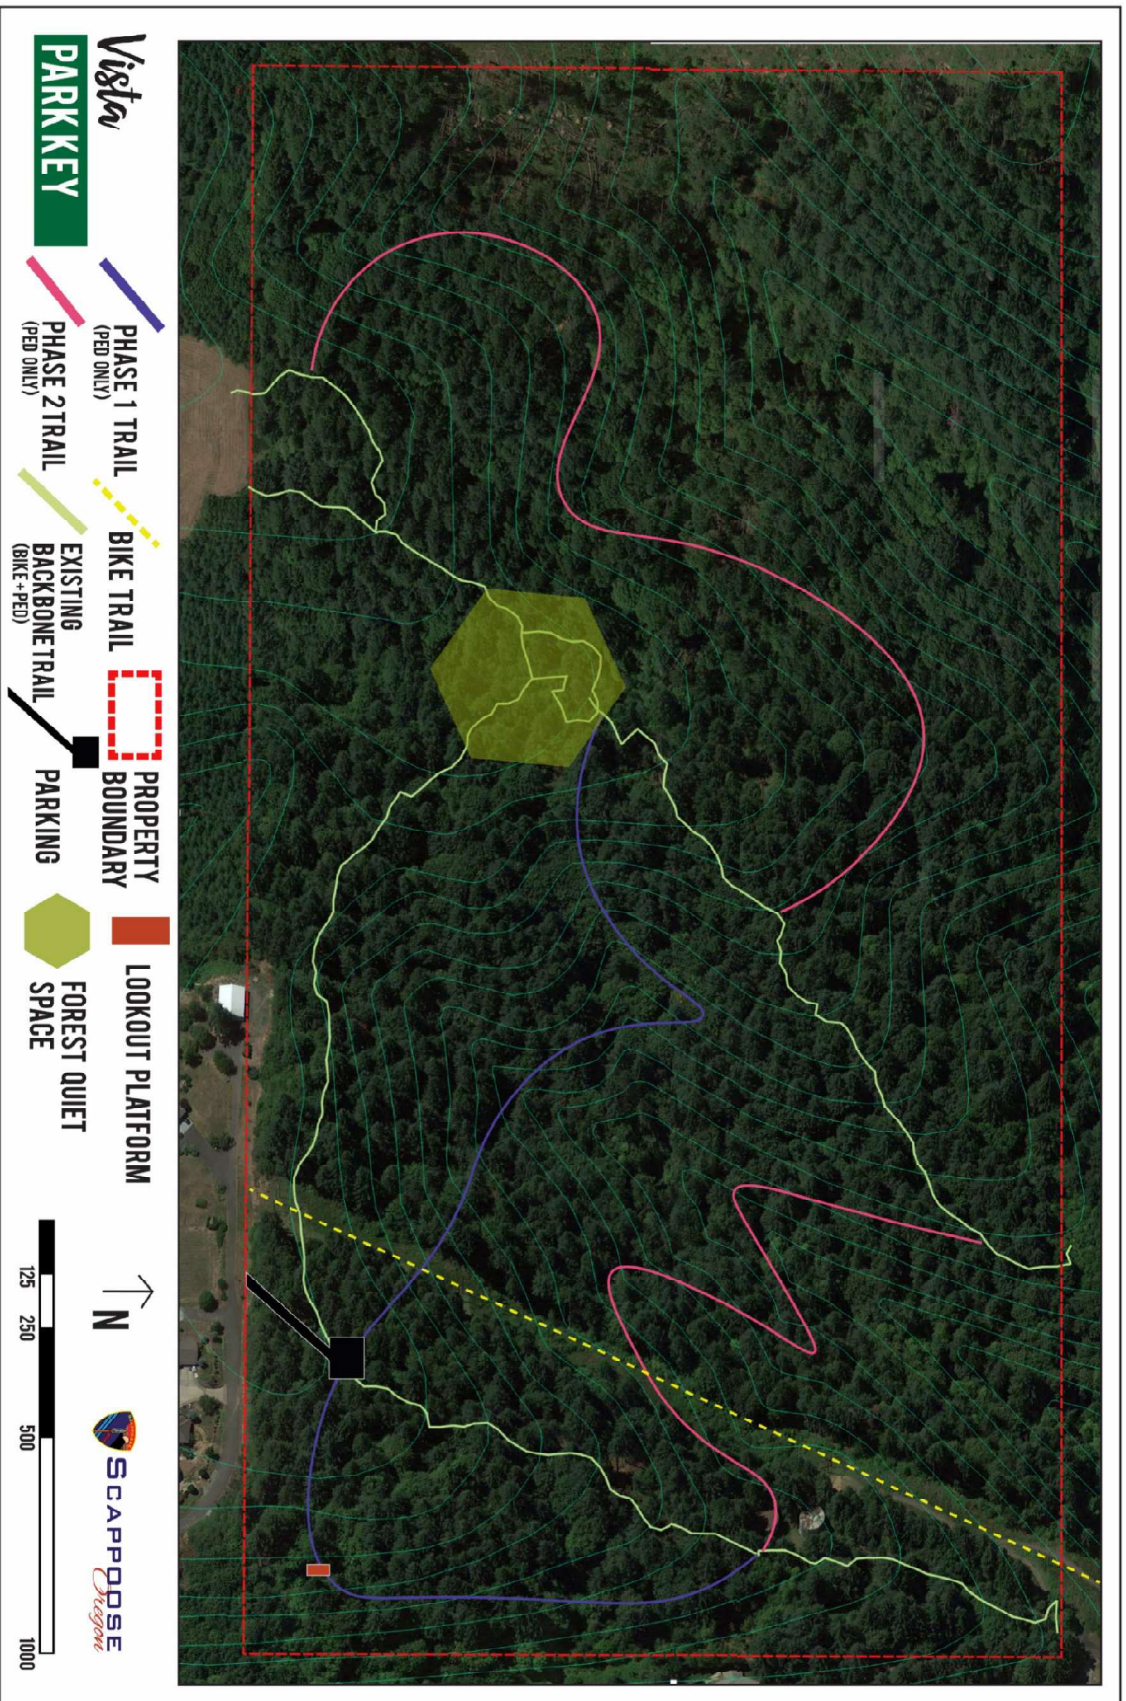 Vista
PARK KEY
PHASE 1 TRAIL
(PED ONLY)
PHASE 2 TRAIL
(PED ONLY)
BIKE TRAIL
EXISTING
BACKBONE TRAIL
(BIKE+PED)
PROPERTY
BOUNDARY
PARKING
LOOKOUT PLATFORM
FOREST QUIET
SPACE
N
125
250
500
1000
SCAPPOOSE
Oregon